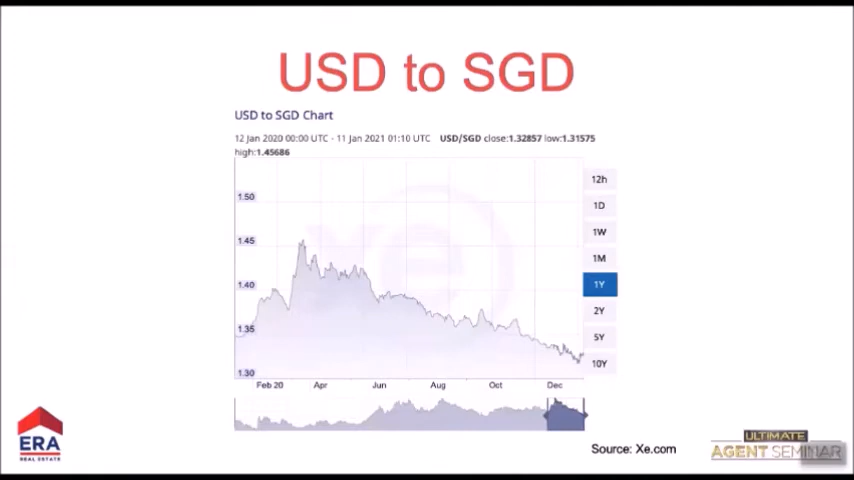 USD to SGD
USD to SGD Chart
12 Jan 2020 00:00 UTC - 11 Jan 2021 01:10 UTC USD/SGD close:1.32857 low:1.31575
high:1.45686
12h
1.50
1D
1W
1.45
1M
1.40
1Y
2Y
1.35
5Y
10Y
1.30
Feb 20 Apr Jun Aug Oct Dec
xe
ERA
REAL ESTATE
Source: Xe.com
ULTIMATE
AGENT SEMINAR